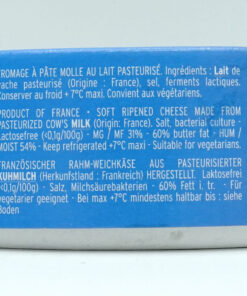 FROMAGE À PÂTE MOLLE AU LAIT PASTEURISÉ. Ingrédients : Lait de
vache pasteurisé (Origine : France), sel, ferments lactiques.
Conserver au froid + 7°C maxi. Convient aux végétariens.
PRODUCT OF FRANCE - SOFT RIPENED CHEESE MADE FROM
PASTEURIZED COW'S MILK (Origin: France). Salt, bacterial culture -
Lactosefree (<0,1g/100g) - MG / MF 31% - 60% butter fat - HUM /
MOIST 54% - Keep refrigerated +7°C maxi - Suitable for vegetarians.
FRANZÖSISCHER RAHM-WEICHKÄSE AUS PASTEURISIERTER
KUHMILCH (Herkunftsland : Frankreich) HERGESTELLT. Laktosefrei
(<0,1g/100g) - Salz, Milchsäurebakterien - 60% Fett i. tr. - Für
Vegetarier geeignet - Bei max +7°C mindestens haltbar bis : siehe
Boden